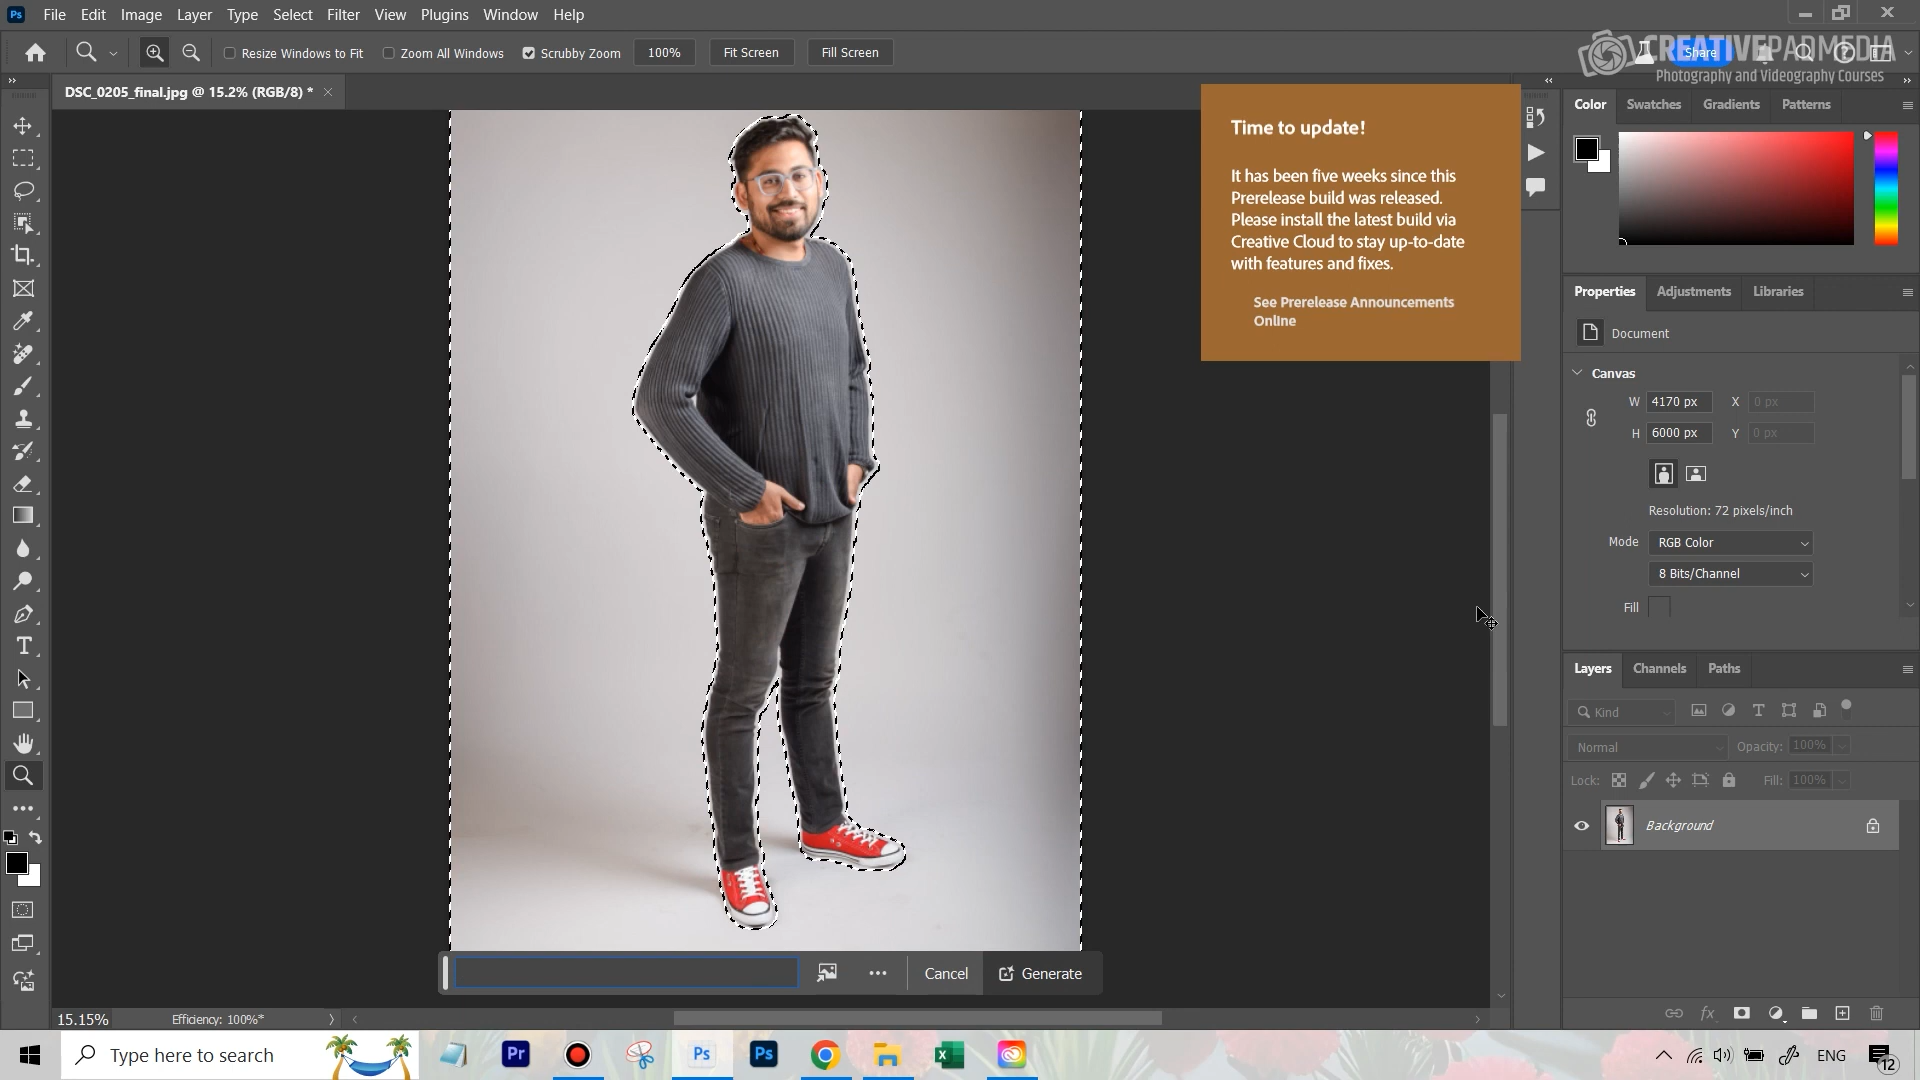 Ps File Edit Image Layer Type Select Filter View Plugins Window Help
Resize Windows to Fit Zoom All Windows Scrubby Zoom 100% Fit Screen Fill Screen
CREATIVEPADMEDIA
Share
Photography and Videography Courses
DSC_0205_final.jpg @ 15.2% (RGB/8) *
Time to update!
It has been five weeks since this
Prerelease build was released.
Please install the latest build via
Creative Cloud to stay up-to-date
with features and fixes.
See Prerelease Announcements
Online
Color Swatches Gradients Patterns
Properties Adjustments Libraries
Document
Canvas
W 4170 px X 0 px
H 6000 px Y 0 px
Resolution: 72 pixels/inch
Mode RGB Color
8 Bits/Channel
Fill
Layers Channels Paths
Kind
Normal Opacity: 100%
Lock: Fill: 100%
Background
Cancel Generate
15.15% Efficiency: 100%*
Type here to search
Pr Ps Ps
ENG
12